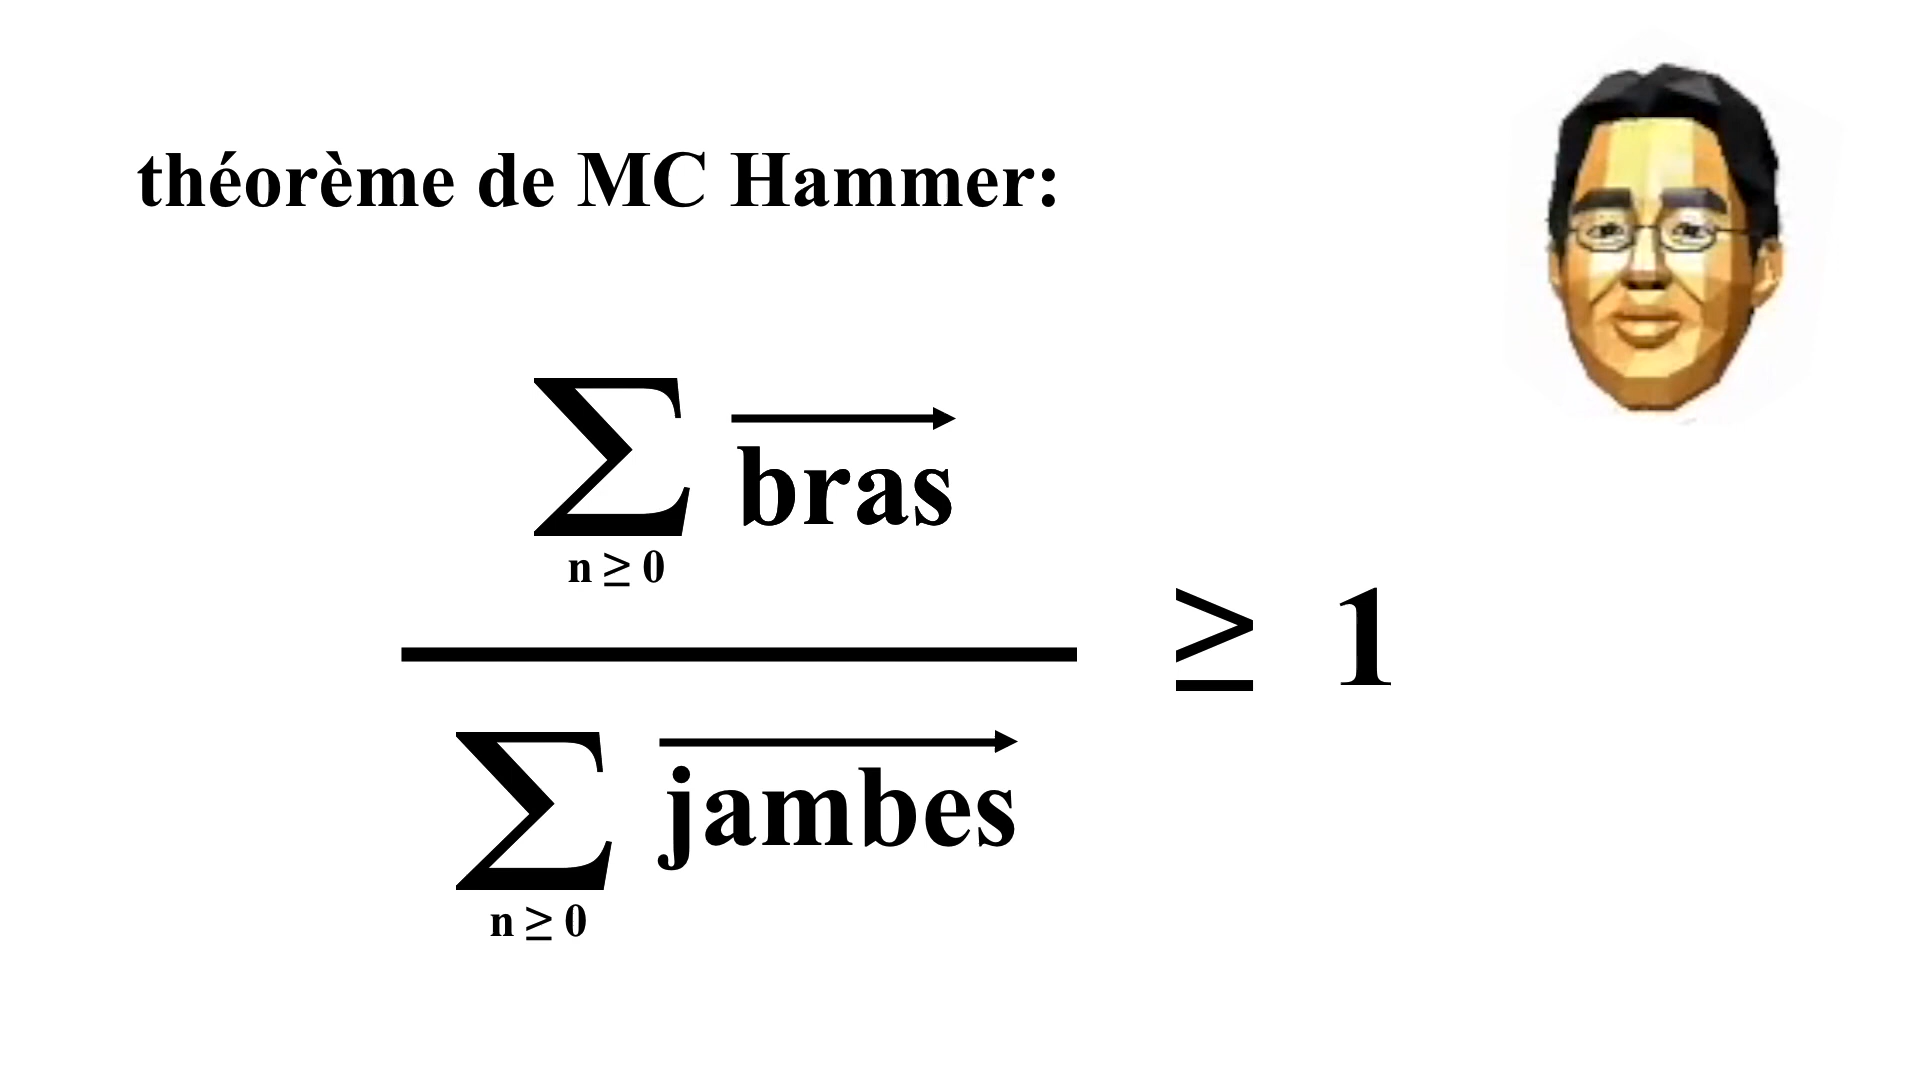 théorème de MC Hammer:
∑ bras
n ≥ 0
≥ 1
∑ jambes
n ≥ 0